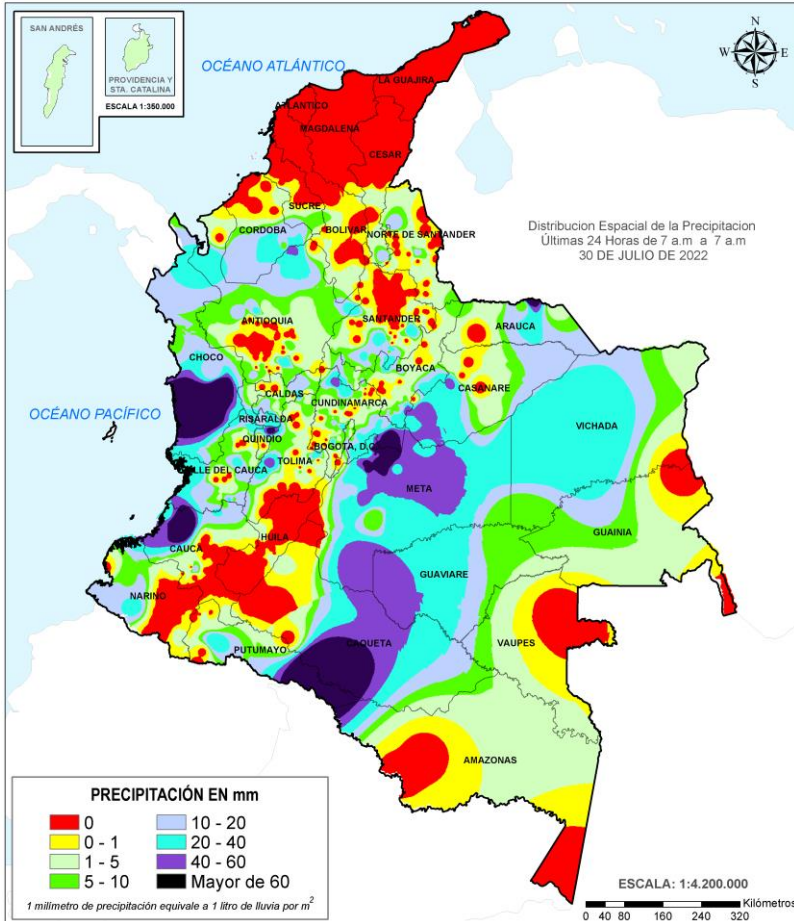 SAN ANDRÉS
PROVIDENCIA Y
STA. CATALINA
ESCALA 1:350.000
OCÉANO ATLÁNTICO
N
W E
S
LA GUAJIRA
ATLANTICO
MAGDALENA
CESAR
SUCRE
CORDOBA
BOLIVAR
NORTE DE SANTANDER
Distribucion Espacial de la Precipitacion
Últimas 24 Horas de 7 a.m a 7 a.m
30 DE JULIO DE 2022
ANTIOQUIA
SANTANDER
ARAUCA
CHOCO
BOYACA
CASANARE
CALDAS
CUNDINAMARCA
OCÉANO PACÍFICO
RISARALDA
VICHADA
QUINDIO
BOGOTA, D.C.
TOLIMA
VALLE DEL CAUCA
META
GUAINIA
HUILA
CAUCA
GUAVIARE
NARIÑO
PUTUMAYO
CAQUETA
VAUPES
AMAZONAS
PRECIPITACIÓN EN mm
0
0 - 1
1 - 5
5 - 10
10 - 20
20 - 40
40 - 60
Mayor de 60
1 milímetro de precipitación equivale a 1 litro de lluvia por m²
ESCALA: 1:4.200.000
Kilómetros
0 40 80 160 240 320